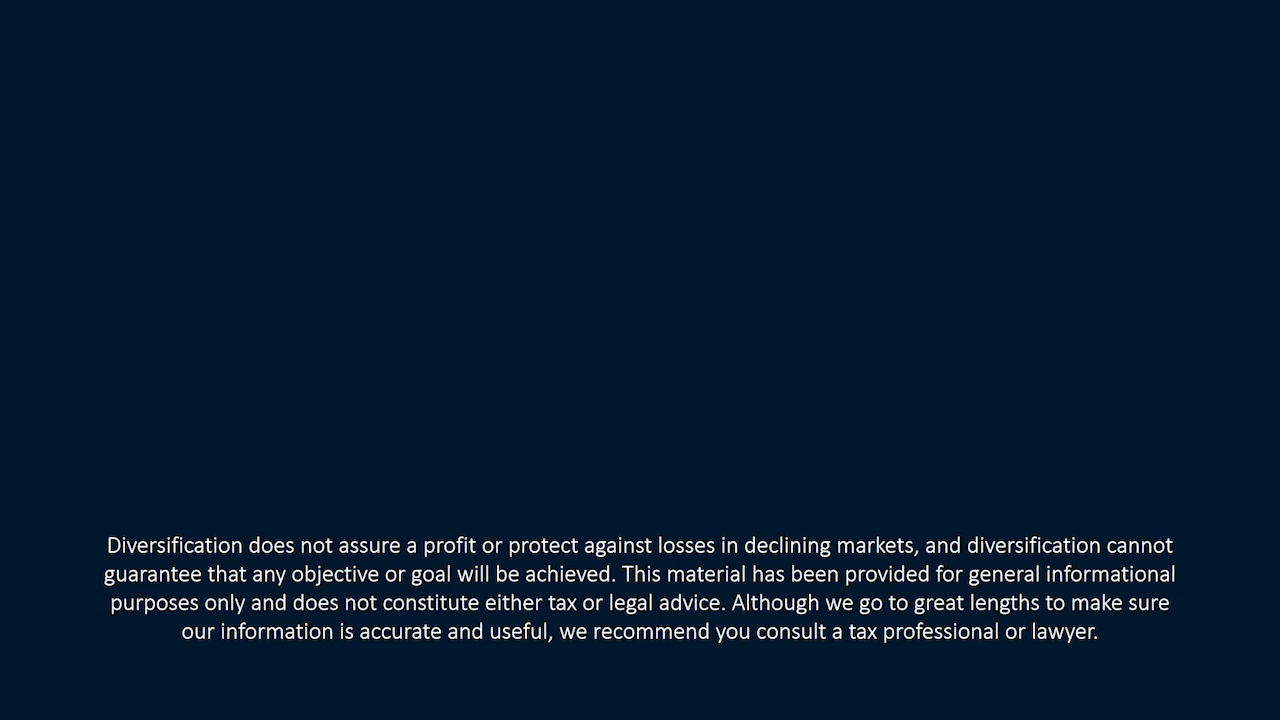 Diversification does not assure a profit or protect against losses in declining markets, and diversification cannot
guarantee that any objective or goal will be achieved. This material has been provided for general informational
purposes only and does not constitute either tax or legal advice. Although we go to great lengths to make sure
our information is accurate and useful, we recommend you consult a tax professional or lawyer.